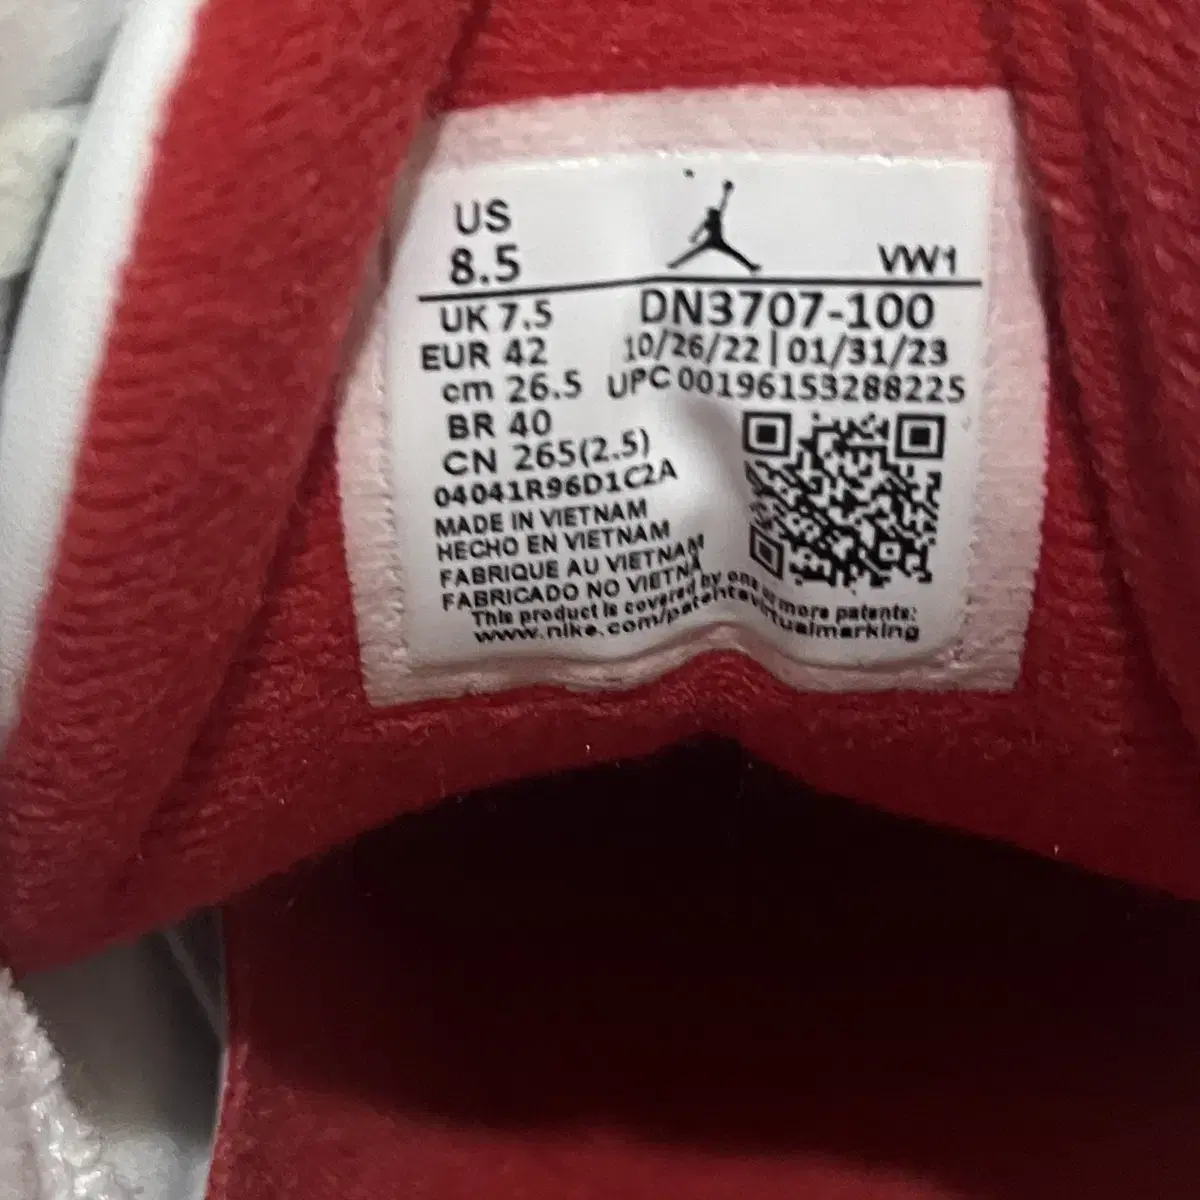 US
8.5
VW1
UK 7.5
DN3707-100
EUR 42
10/26/22 | 01/31/23
cm 26.5
UPC 00196153288225
BR 40
CN 265(2.5)
04041R96D1C2A
MADE IN VIETNAM
HECHO EN VIETNAM
FABRIQUE AU VIETNAM
FABRICADO NO VIETNA
This product is covered by one or more patents:
www.nike.com/patentsvirtualmarking